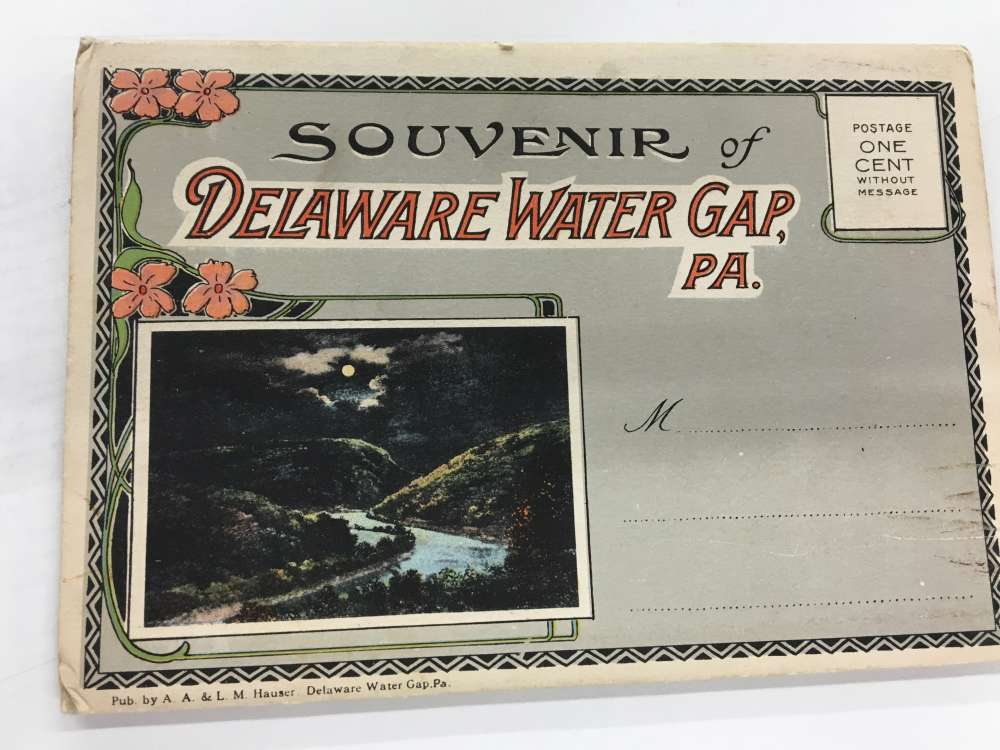 SOUVENIR of
DELAWARE WATER GAP,
PA.
POSTAGE
ONE
CENT
WITHOUT
MESSAGE
M
Pub. by A. A. & L. M. Hauser. Delaware Water Gap.Pa.